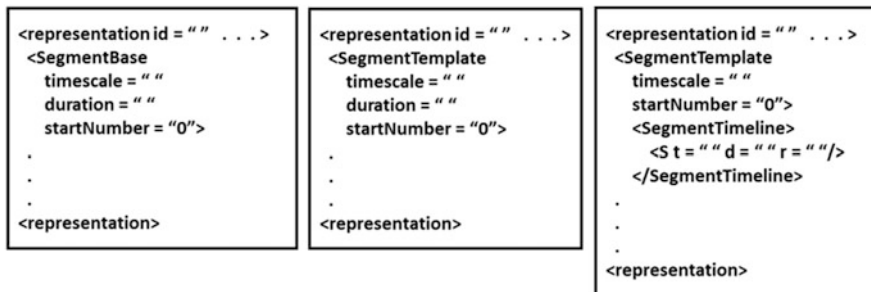 <representation id = “ ” . . . >
<SegmentBase
timescale = “ “
duration = “ “
startNumber = “0”>
.
.
.
<representation>
<representation id = “ ” . . . >
<SegmentTemplate
timescale = “ “
duration = “ “
startNumber = “0”>
.
.
.
<representation>
<representation id = “ ” . . . >
<SegmentTemplate
timescale = “ “
startNumber = “0”>
<SegmentTimeline>
<S t = “ “ d = “ “ r = “ “/>
</SegmentTimeline>
.
.
.
<representation>